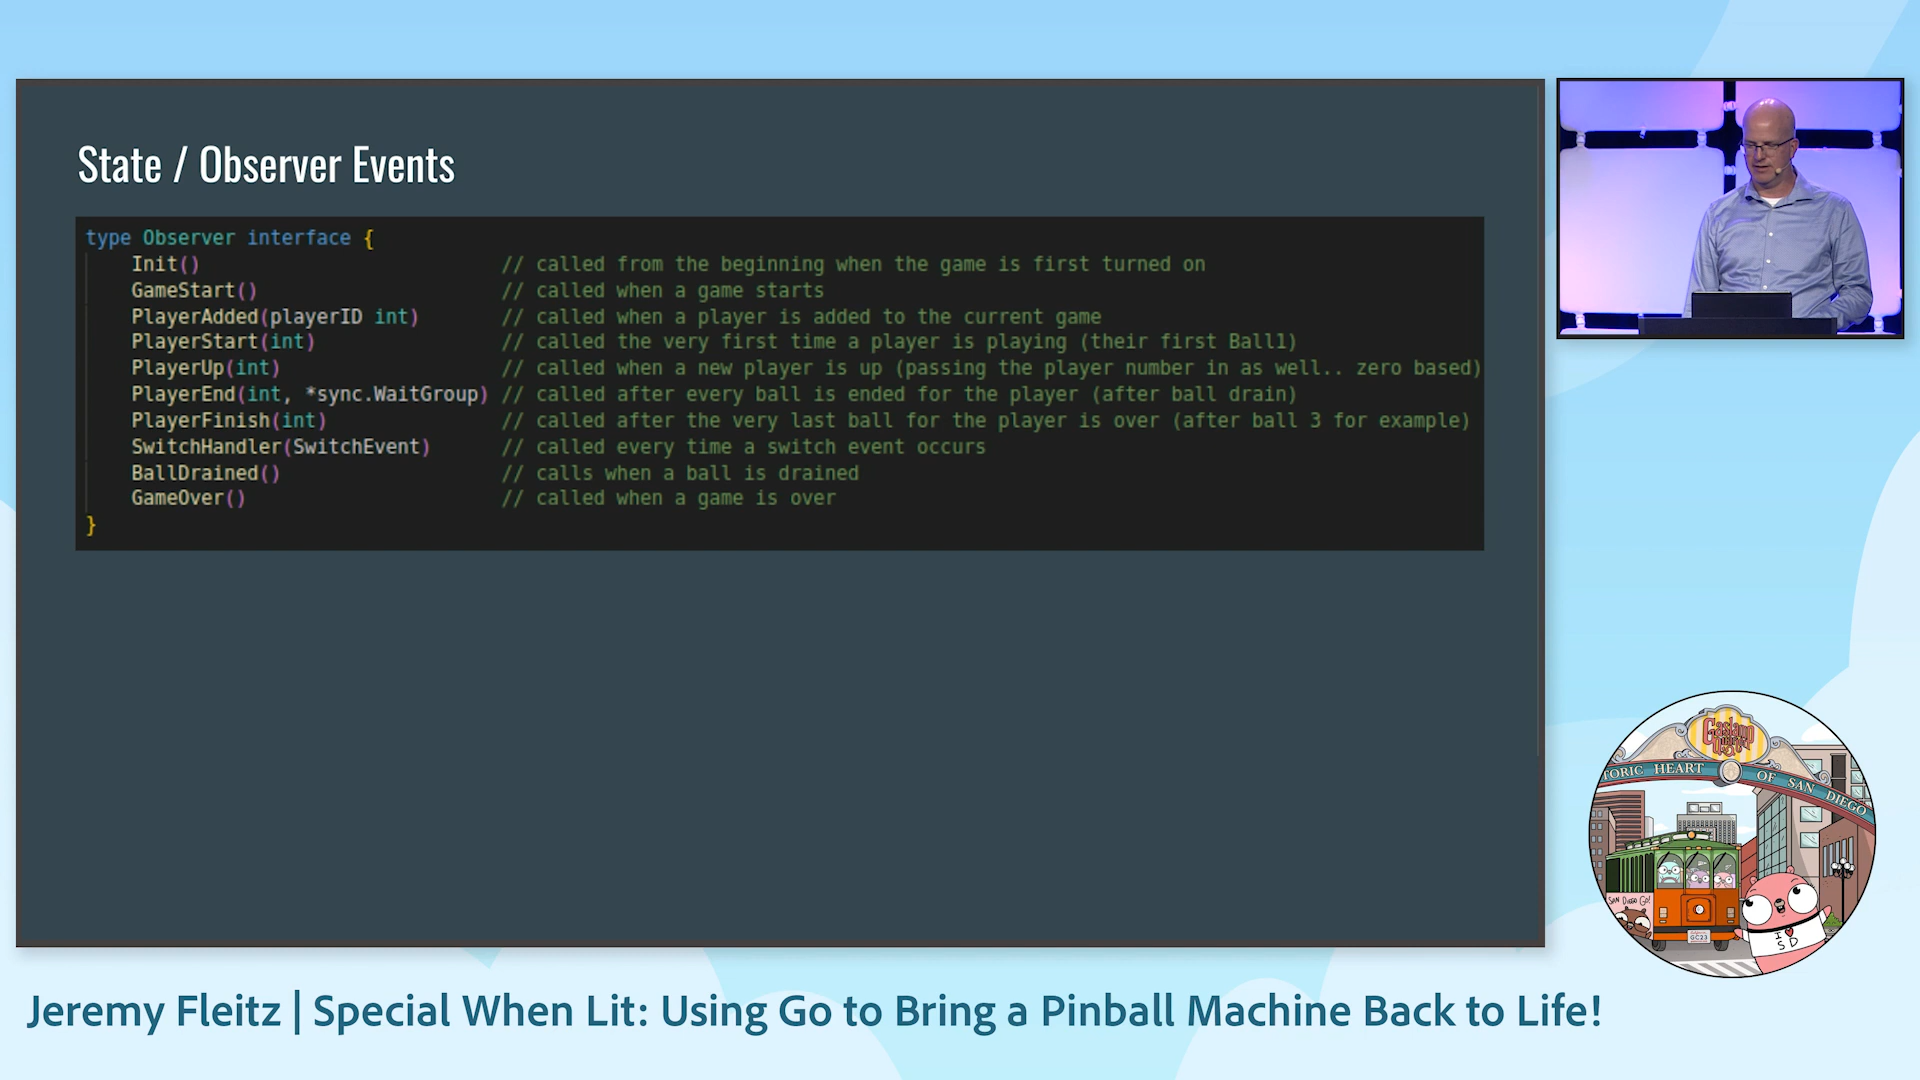 State / Observer Events
type Observer interface {
Init() // called from the beginning when the game is first turned on
GameStart() // called when a game starts
PlayerAdded(playerID int) // called when a player is added to the current game
PlayerStart(int) // called the very first time a player is playing (their first Ball1)
PlayerUp(int) // called when a new player is up (passing the player number in as well.. zero based)
PlayerEnd(int, *sync.WaitGroup) // called after every ball is ended for the player (after ball drain)
PlayerFinish(int) // called after the very last ball for the player is over (after ball 3 for example)
SwitchHandler(SwitchEvent) // called every time a switch event occurs
BallDrained() // calls when a ball is drained
GameOver() // called when a game is over
}
Gaslamp
TORIC HEART OF SAN DIEGO
SAN DIEGO GO!
GC23
I ♥
SD
Jeremy Fleitz | Special When Lit: Using Go to Bring a Pinball Machine Back to Life!